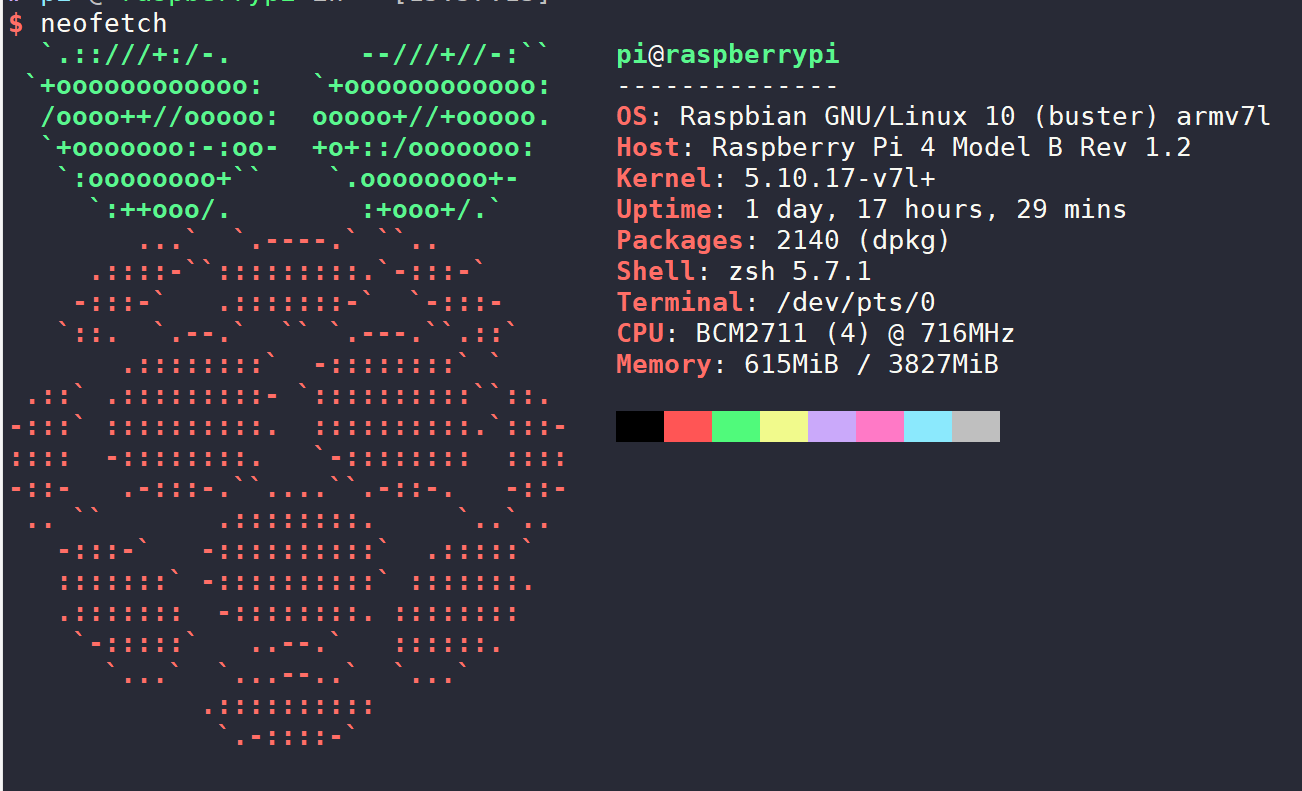 $ neofetch
pi@raspberrypi
--------------
OS: Raspbian GNU/Linux 10 (buster) armv7l
Host: Raspberry Pi 4 Model B Rev 1.2
Kernel: 5.10.17-v7l+
Uptime: 1 day, 17 hours, 29 mins
Packages: 2140 (dpkg)
Shell: zsh 5.7.1
Terminal: /dev/pts/0
CPU: BCM2711 (4) @ 716MHz
Memory: 615MiB / 3827MiB